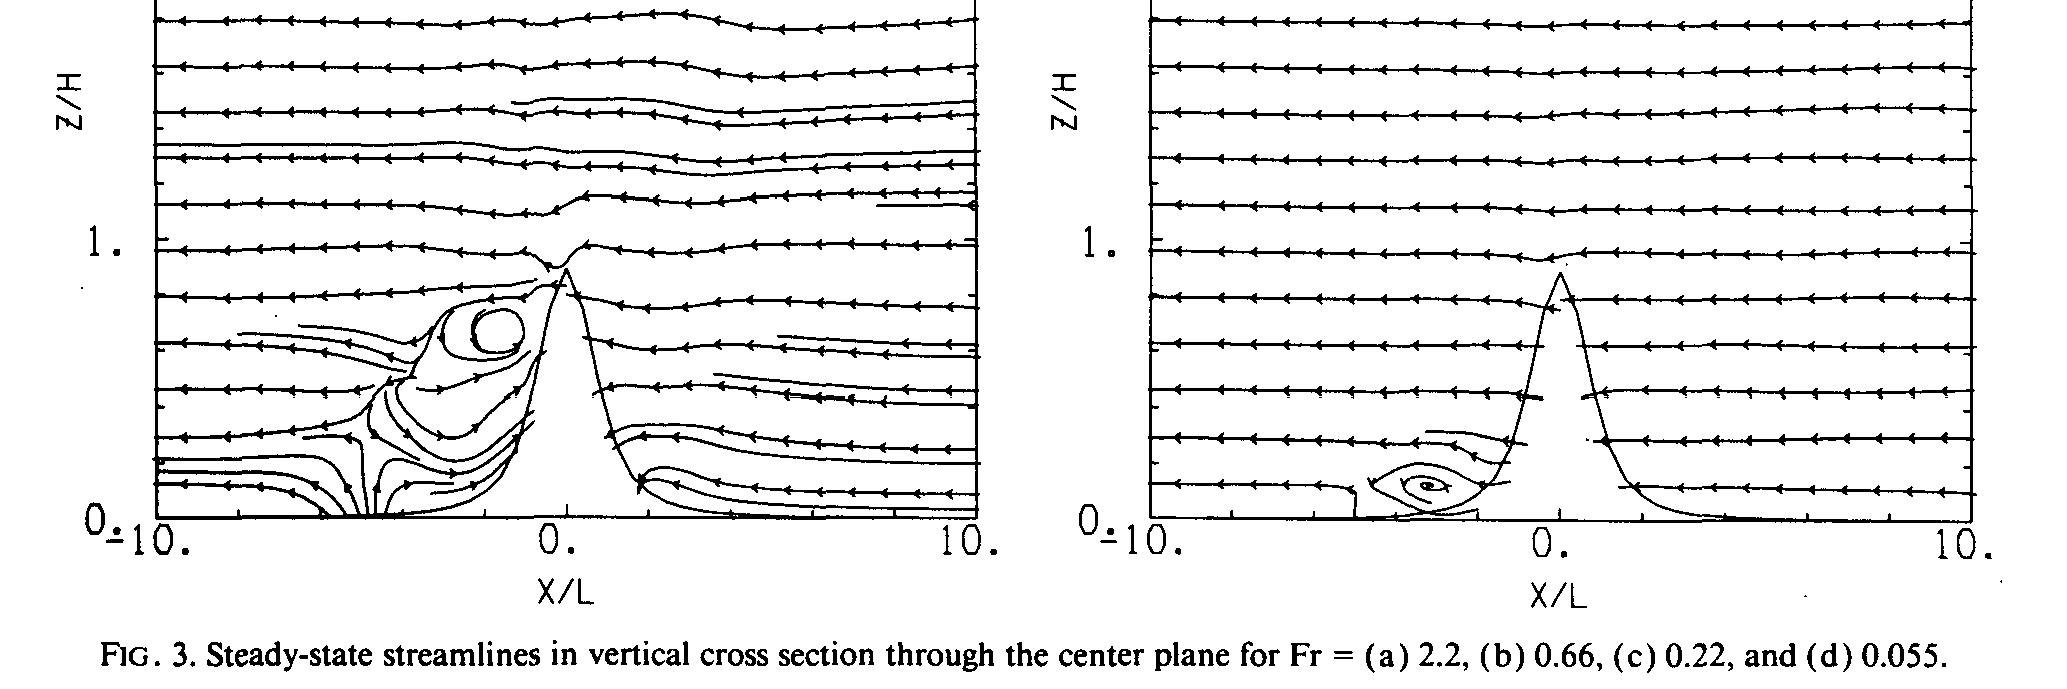 Z/H
1.
0.
-10.
0.
10.
X/L
Z/H
1.
0.
-10.
0.
10.
X/L
FIG. 3. Steady-state streamlines in vertical cross section through the center plane for Fr = (a) 2.2, (b) 0.66, (c) 0.22, and (d) 0.055.